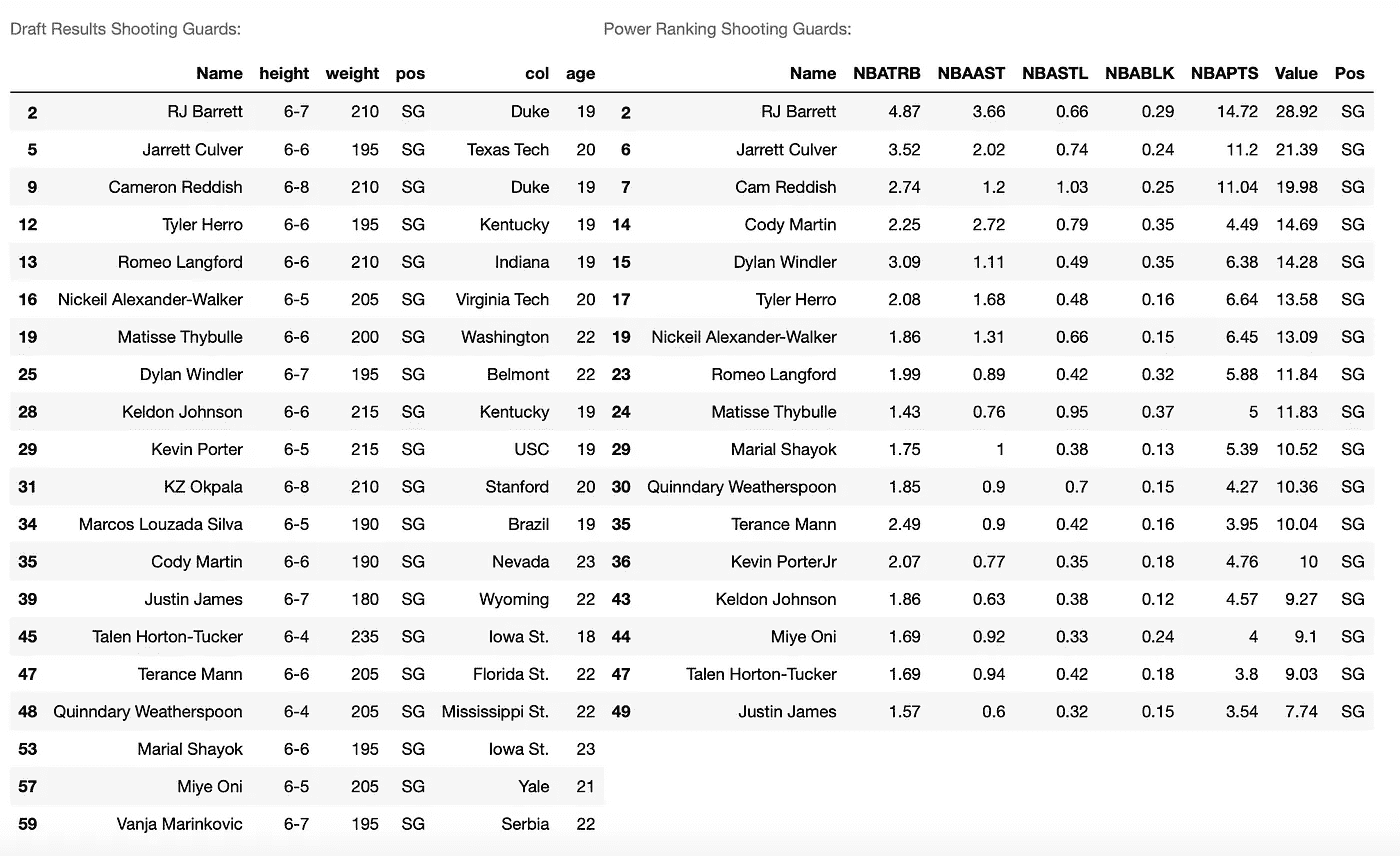 Draft Results Shooting Guards: Power Ranking Shooting Guards:
Name height weight pos col age Name NBATRB NBAAST NBASTL NBABLK NBAPTS Value Pos
2 RJ Barrett 6-7 210 SG Duke 19 2 RJ Barrett 4.87 3.66 0.66 0.29 14.72 28.92 SG
5 Jarrett Culver 6-6 195 SG Texas Tech 20 6 Jarrett Culver 3.52 2.02 0.74 0.24 11.2 21.39 SG
9 Cameron Reddish 6-8 210 SG Duke 19 7 Cam Reddish 2.74 1.2 1.03 0.25 11.04 19.98 SG
12 Tyler Herro 6-6 195 SG Kentucky 19 14 Cody Martin 2.25 2.72 0.79 0.35 4.49 14.69 SG
13 Romeo Langford 6-6 210 SG Indiana 19 15 Dylan Windler 3.09 1.11 0.49 0.35 6.38 14.28 SG
16 Nickeil Alexander-Walker 6-5 205 SG Virginia Tech 20 17 Tyler Herro 2.08 1.68 0.48 0.16 6.64 13.58 SG
19 Matisse Thybulle 6-6 200 SG Washington 22 19 Nickeil Alexander-Walker 1.86 1.31 0.66 0.15 6.45 13.09 SG
25 Dylan Windler 6-7 195 SG Belmont 22 23 Romeo Langford 1.99 0.89 0.42 0.32 5.88 11.84 SG
28 Keldon Johnson 6-6 215 SG Kentucky 19 24 Matisse Thybulle 1.43 0.76 0.95 0.37 5 11.83 SG
29 Kevin Porter 6-5 215 SG USC 19 29 Marial Shayok 1.75 1 0.38 0.13 5.39 10.52 SG
31 KZ Okpala 6-8 210 SG Stanford 20 30 Quinndary Weatherspoon 1.85 0.9 0.7 0.15 4.27 10.36 SG
34 Marcos Louzada Silva 6-5 190 SG Brazil 19 35 Terance Mann 2.49 0.9 0.42 0.16 3.95 10.04 SG
35 Cody Martin 6-6 190 SG Nevada 23 36 Kevin PorterJr 2.07 0.77 0.35 0.18 4.76 10 SG
39 Justin James 6-7 180 SG Wyoming 22 43 Keldon Johnson 1.86 0.63 0.38 0.12 4.57 9.27 SG
45 Talen Horton-Tucker 6-4 235 SG Iowa St. 18 44 Miye Oni 1.69 0.92 0.33 0.24 4 9.1 SG
47 Terance Mann 6-6 205 SG Florida St. 22 47 Talen Horton-Tucker 1.69 0.94 0.42 0.18 3.8 9.03 SG
48 Quinndary Weatherspoon 6-4 205 SG Mississippi St. 22 49 Justin James 1.57 0.6 0.32 0.15 3.54 7.74 SG
53 Marial Shayok 6-6 195 SG Iowa St. 23
57 Miye Oni 6-5 205 SG Yale 21
59 Vanja Marinkovic 6-7 195 SG Serbia 22